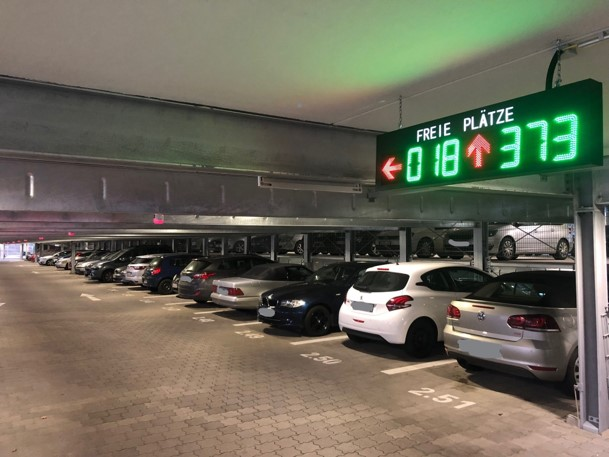 FREIE PLÄTZE
← 018 ↑ 373
2.50
2.51